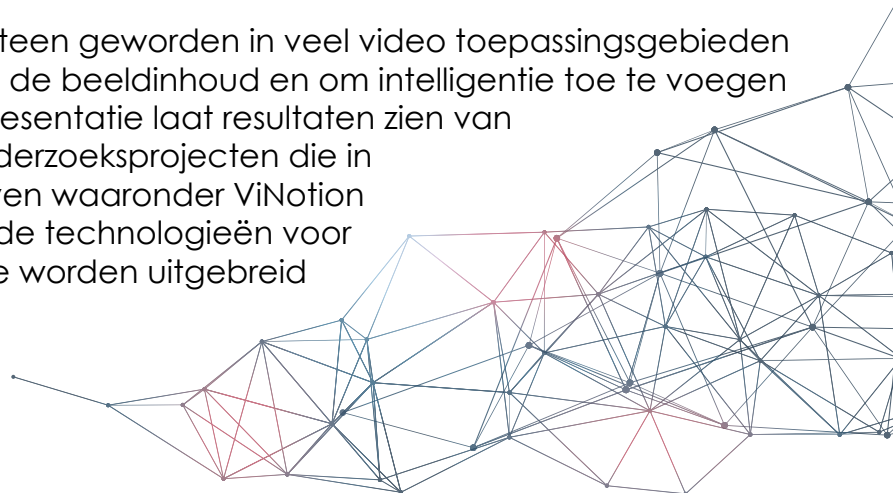 teen geworden in veel video toepassingsgebieden
de beeldinhoud en om intelligentie toe te voegen
esentatie laat resultaten zien van
derzoeksprojecten die in
en waaronder ViNotion
de technologieën voor
e worden uitgebreid